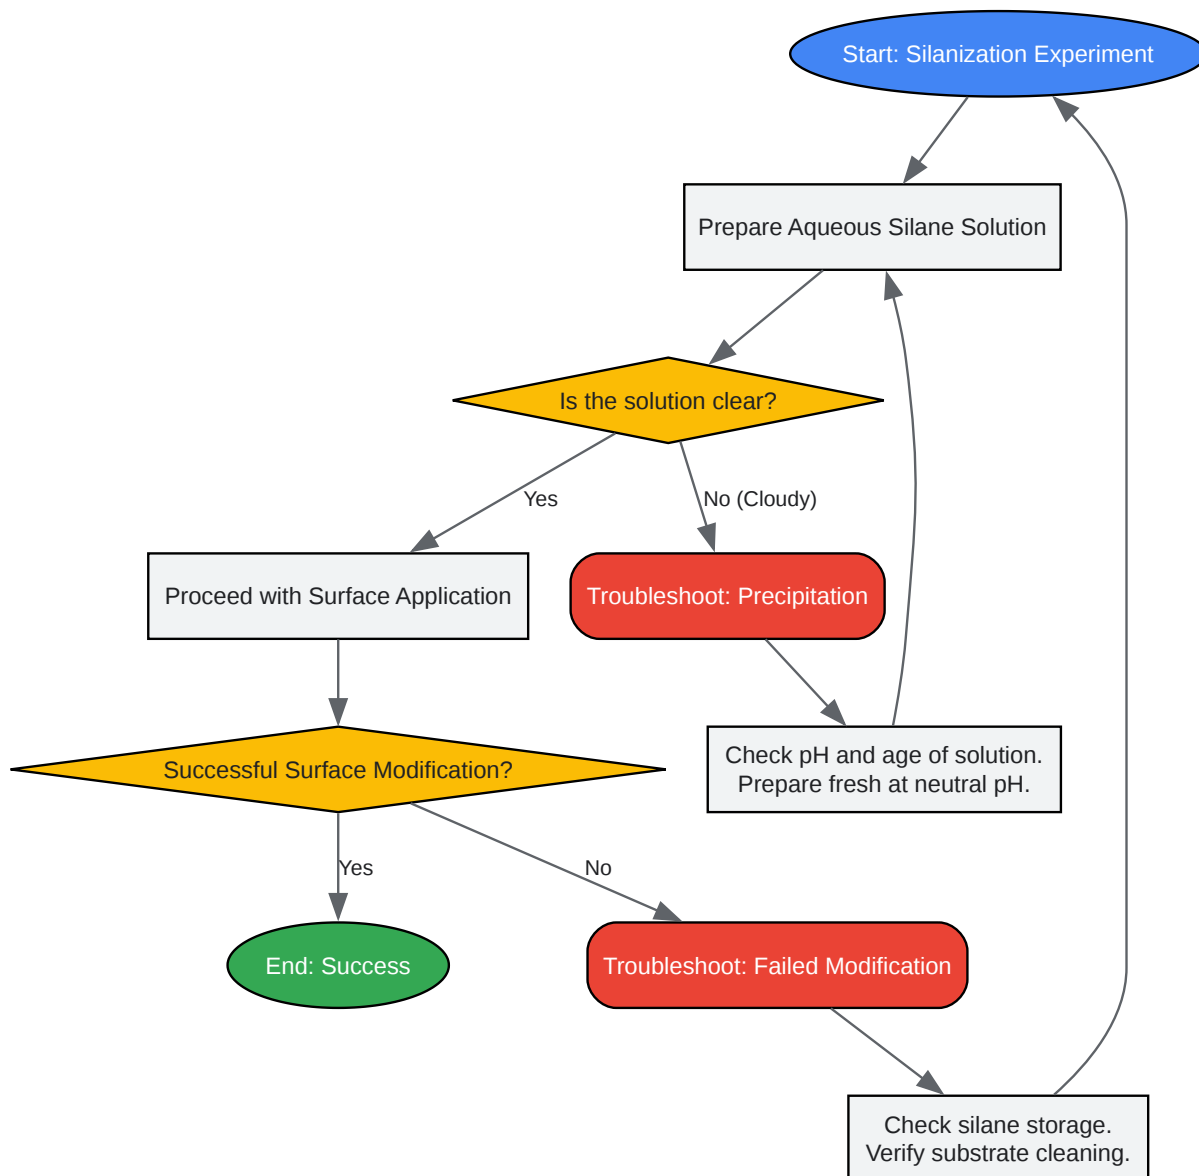 Start: Silanization Experiment
Prepare Aqueous Silane Solution
Is the solution clear?
Yes
No (Cloudy)
Proceed with Surface Application
Troubleshoot: Precipitation
Successful Surface Modification?
Check pH and age of solution.
Prepare fresh at neutral pH.
Yes
No
End: Success
Troubleshoot: Failed Modification
Check silane storage.
Verify substrate cleaning.